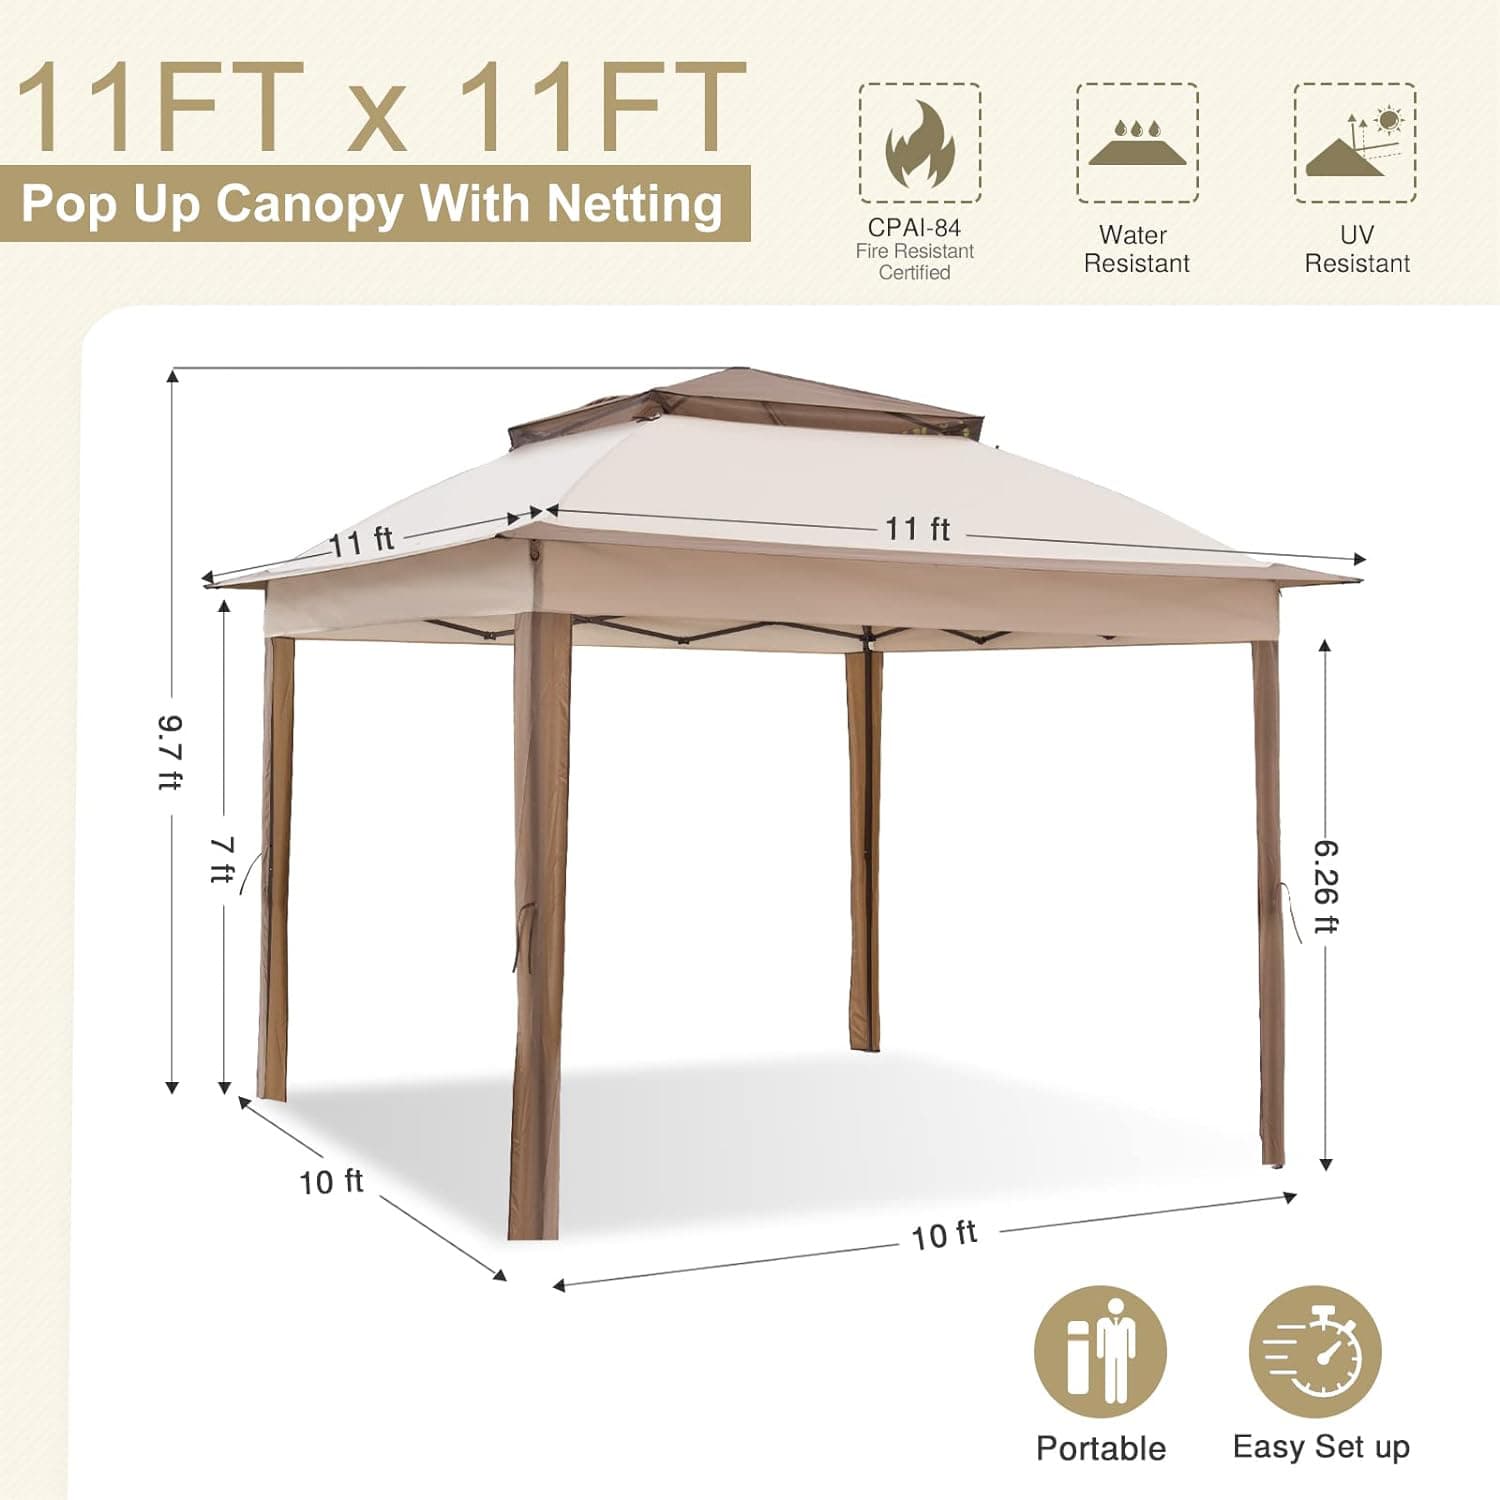 11FT x 11FT
Pop Up Canopy With Netting
CPAI-84
Fire Resistant
Certified
Water
Resistant
UV
Resistant
11 ft
11 ft
9.7 ft
7 ft
6.26 ft
10 ft
10 ft
Portable
Easy Set up